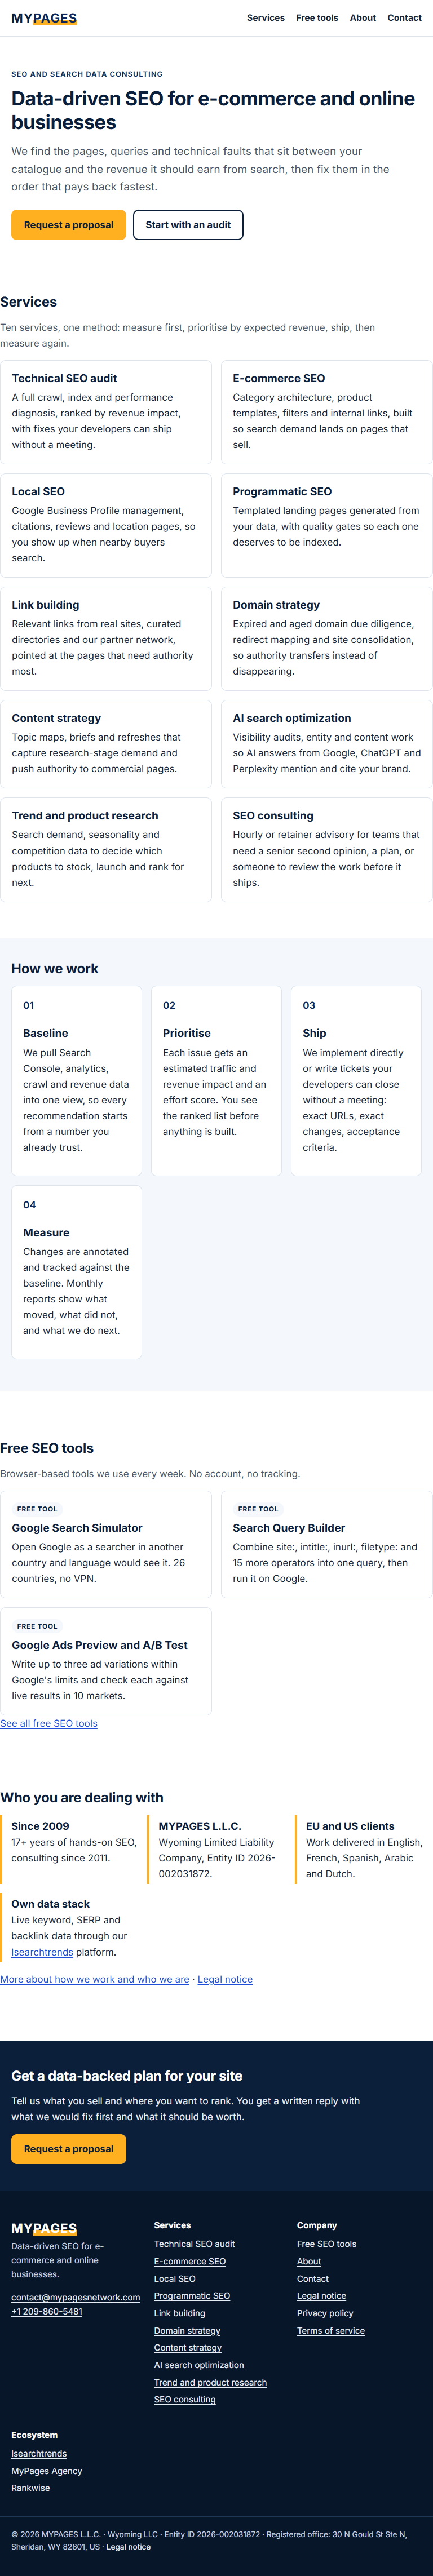 MYPAGES
Services Free tools About Contact
SEO AND SEARCH DATA CONSULTING
Data-driven SEO for e-commerce and online
businesses
We find the pages, queries and technical faults that sit between your
catalogue and the revenue it should earn from search, then fix them in the
order that pays back fastest.
Request a proposal
Start with an audit
Services
Ten services, one method: measure first, prioritise by expected revenue, ship, then
measure again.
Technical SEO audit
A full crawl, index and performance
diagnosis, ranked by revenue impact,
with fixes your developers can ship
without a meeting.
E-commerce SEO
Category architecture, product
templates, filters and internal links, built
so search demand lands on pages that
sell.
Local SEO
Google Business Profile management,
citations, reviews and location pages, so
you show up when nearby buyers
search.
Programmatic SEO
Templated landing pages generated from
your data, with quality gates so each one
deserves to be indexed.
Link building
Relevant links from real sites, curated
directories and our partner network,
pointed at the pages that need authority
most.
Domain strategy
Expired and aged domain due diligence,
redirect mapping and site consolidation,
so authority transfers instead of
disappearing.
Content strategy
Topic maps, briefs and refreshes that
capture research-stage demand and
push authority to commercial pages.
AI search optimization
Visibility audits, entity and content work
so AI answers from Google, ChatGPT and
Perplexity mention and cite your brand.
Trend and product research
Search demand, seasonality and
competition data to decide which
products to stock, launch and rank for
next.
SEO consulting
Hourly or retainer advisory for teams that
need a senior second opinion, a plan, or
someone to review the work before it
ships.
How we work
01
Baseline
We pull Search
Console, analytics,
crawl and revenue data
into one view, so every
recommendation starts
from a number you
already trust.
02
Prioritise
Each issue gets an
estimated traffic and
revenue impact and an
effort score. You see
the ranked list before
anything is built.
03
Ship
We implement directly
or write tickets your
developers can close
without a meeting:
exact URLs, exact
changes, acceptance
criteria.
04
Measure
Changes are annotated
and tracked against the
baseline. Monthly
reports show what
moved, what did not,
and what we do next.
Free SEO tools
Browser-based tools we use every week. No account, no tracking.
FREE TOOL
Google Search Simulator
Open Google as a searcher in another
country and language would see it. 26
countries, no VPN.
FREE TOOL
Search Query Builder
Combine site:, intitle:, inurl:, filetype: and
15 more operators into one query, then
run it on Google.
FREE TOOL
Google Ads Preview and A/B Test
Write up to three ad variations within
Google's limits and check each against
live results in 10 markets.
See all free SEO tools
Who you are dealing with
Since 2009
17+ years of hands-on SEO,
consulting since 2011.
MYPAGES L.L.C.
Wyoming Limited Liability
Company, Entity ID 2026-
002031872.
EU and US clients
Work delivered in English,
French, Spanish, Arabic
and Dutch.
Own data stack
Live keyword, SERP and
backlink data through our
Isearchtrends platform.
More about how we work and who we are · Legal notice
Get a data-backed plan for your site
Tell us what you sell and where you want to rank. You get a written reply with
what we would fix first and what it should be worth.
Request a proposal
MYPAGES
Data-driven SEO for e-
commerce and online
businesses.
contact@mypagesnetwork.com
+1 209-860-5481
Services
Technical SEO audit
E-commerce SEO
Local SEO
Programmatic SEO
Link building
Domain strategy
Content strategy
AI search optimization
Trend and product research
SEO consulting
Company
Free SEO tools
About
Contact
Legal notice
Privacy policy
Terms of service
Ecosystem
Isearchtrends
MyPages Agency
Rankwise
© 2026 MYPAGES L.L.C. · Wyoming LLC · Entity ID 2026-002031872 · Registered office: 30 N Gould St Ste N,
Sheridan, WY 82801, US · Legal notice